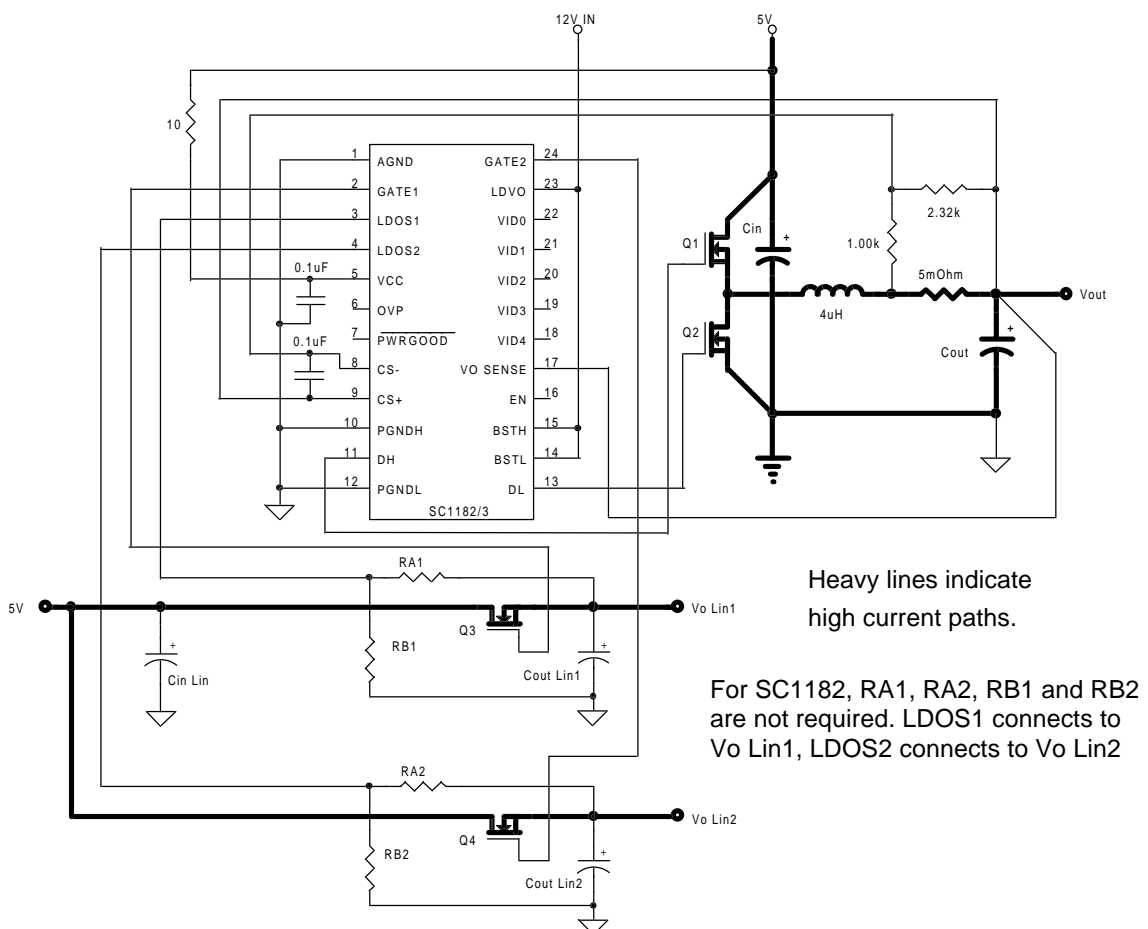 12V IN
5V
10
1 AGND
2 GATE1
3 LDOS1
4 LDOS2
5 VCC
6 OVP
7 PWRGOOD
8 CS-
9 CS+
10 PGNDH
11 DH
12 PGNDL
GATE2 24
LDVO 23
VID0 22
VID1 21
VID2 20
VID3 19
VID4 18
VO SENSE 17
EN 16
BSTH 15
BSTL 14
DL 13
SC1182/3
0.1uF
0.1uF
Q1
Q2
Cin
+
2.32k
1.00k
5mOhm
4uH
Vout
+
Cout
5V
RA1
Q3
Vo Lin1
+
Cin Lin
RB1
+
Cout Lin1
Heavy lines indicate
high current paths.
For SC1182, RA1, RA2, RB1 and RB2
are not required. LDOS1 connects to
Vo Lin1, LDOS2 connects to Vo Lin2
RA2
Q4
Vo Lin2
RB2
+
Cout Lin2